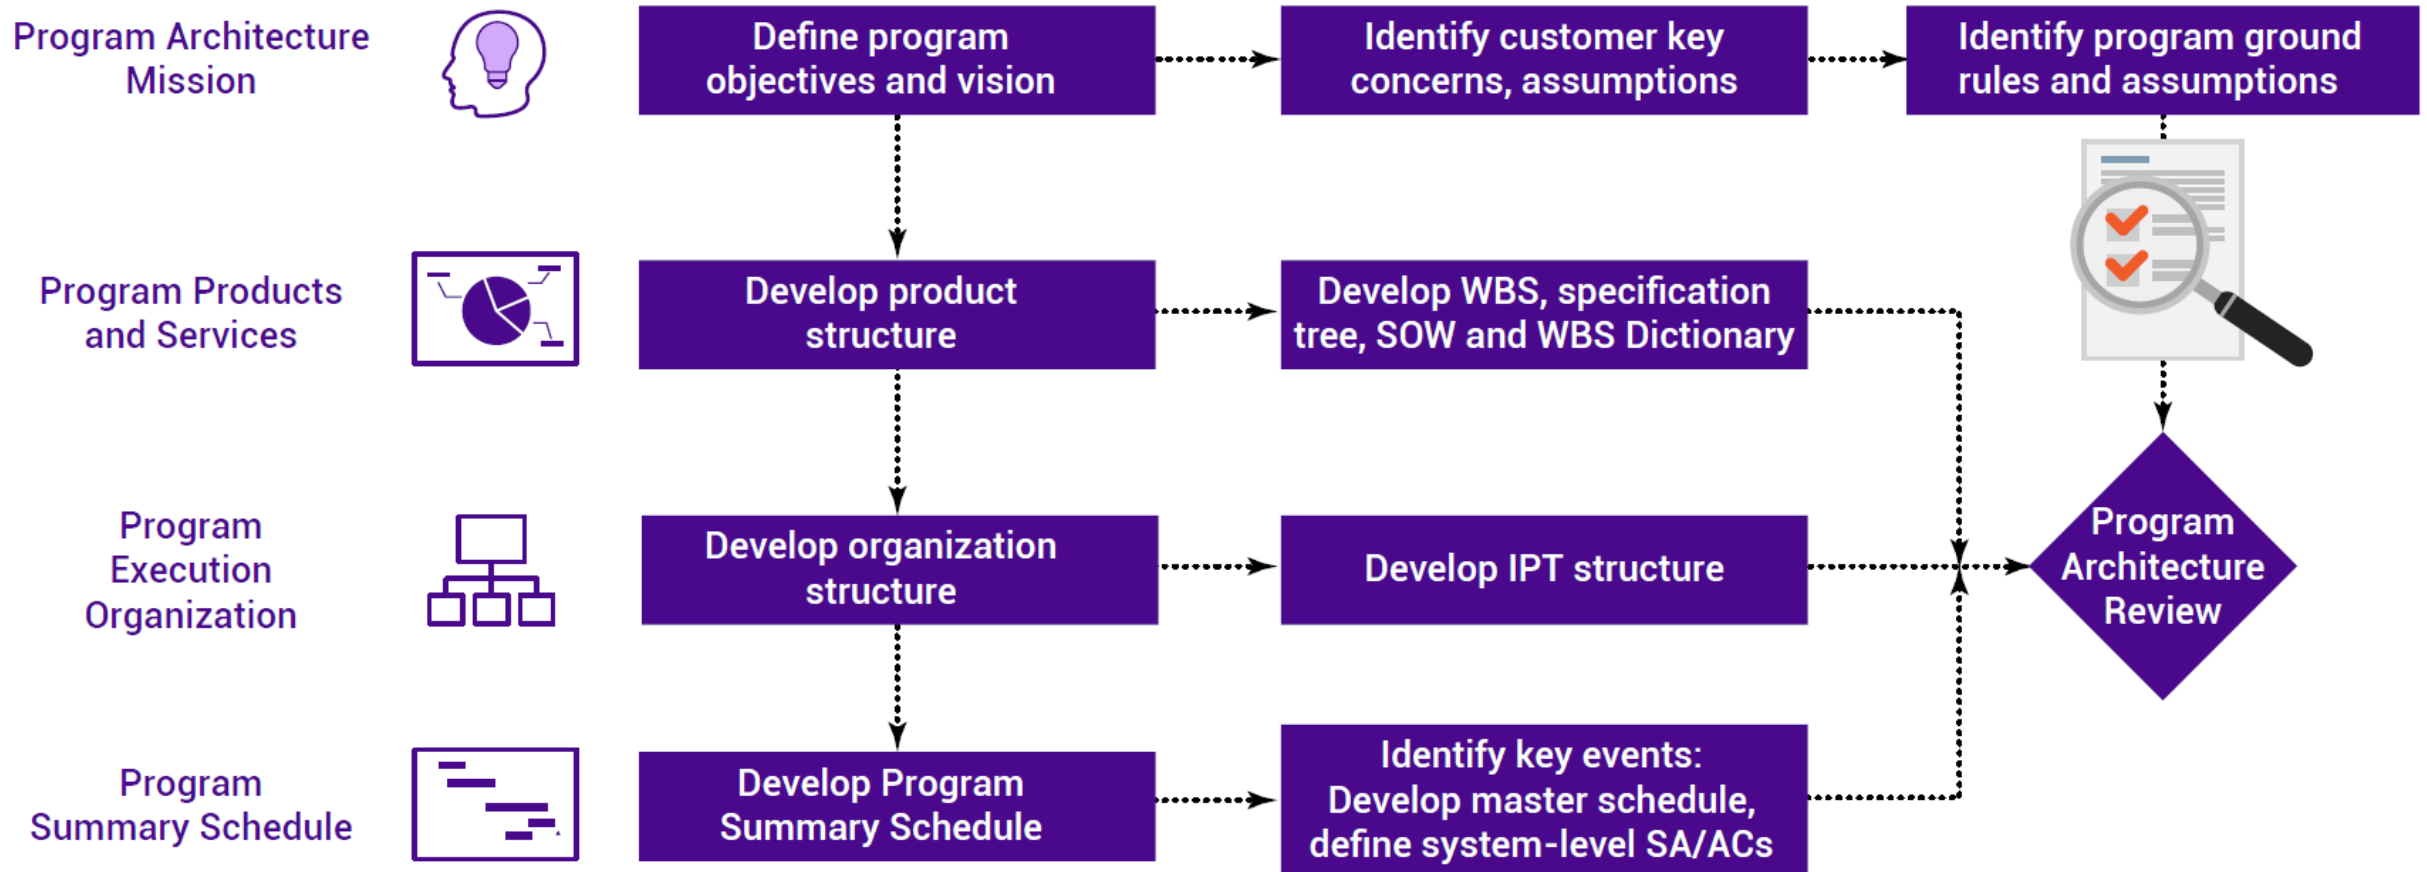 Program Architecture
Mission
Define program
objectives and vision
Identify customer key
concerns, assumptions
Identify program ground
rules and assumptions
Program Products
and Services
Develop product
structure
Develop WBS, specification
tree, SOW and WBS Dictionary
Program
Execution
Organization
Develop organization
structure
Develop IPT structure
Program
Architecture
Review
Program
Summary Schedule
Develop Program
Summary Schedule
Identify key events:
Develop master schedule,
define system-level SA/ACs